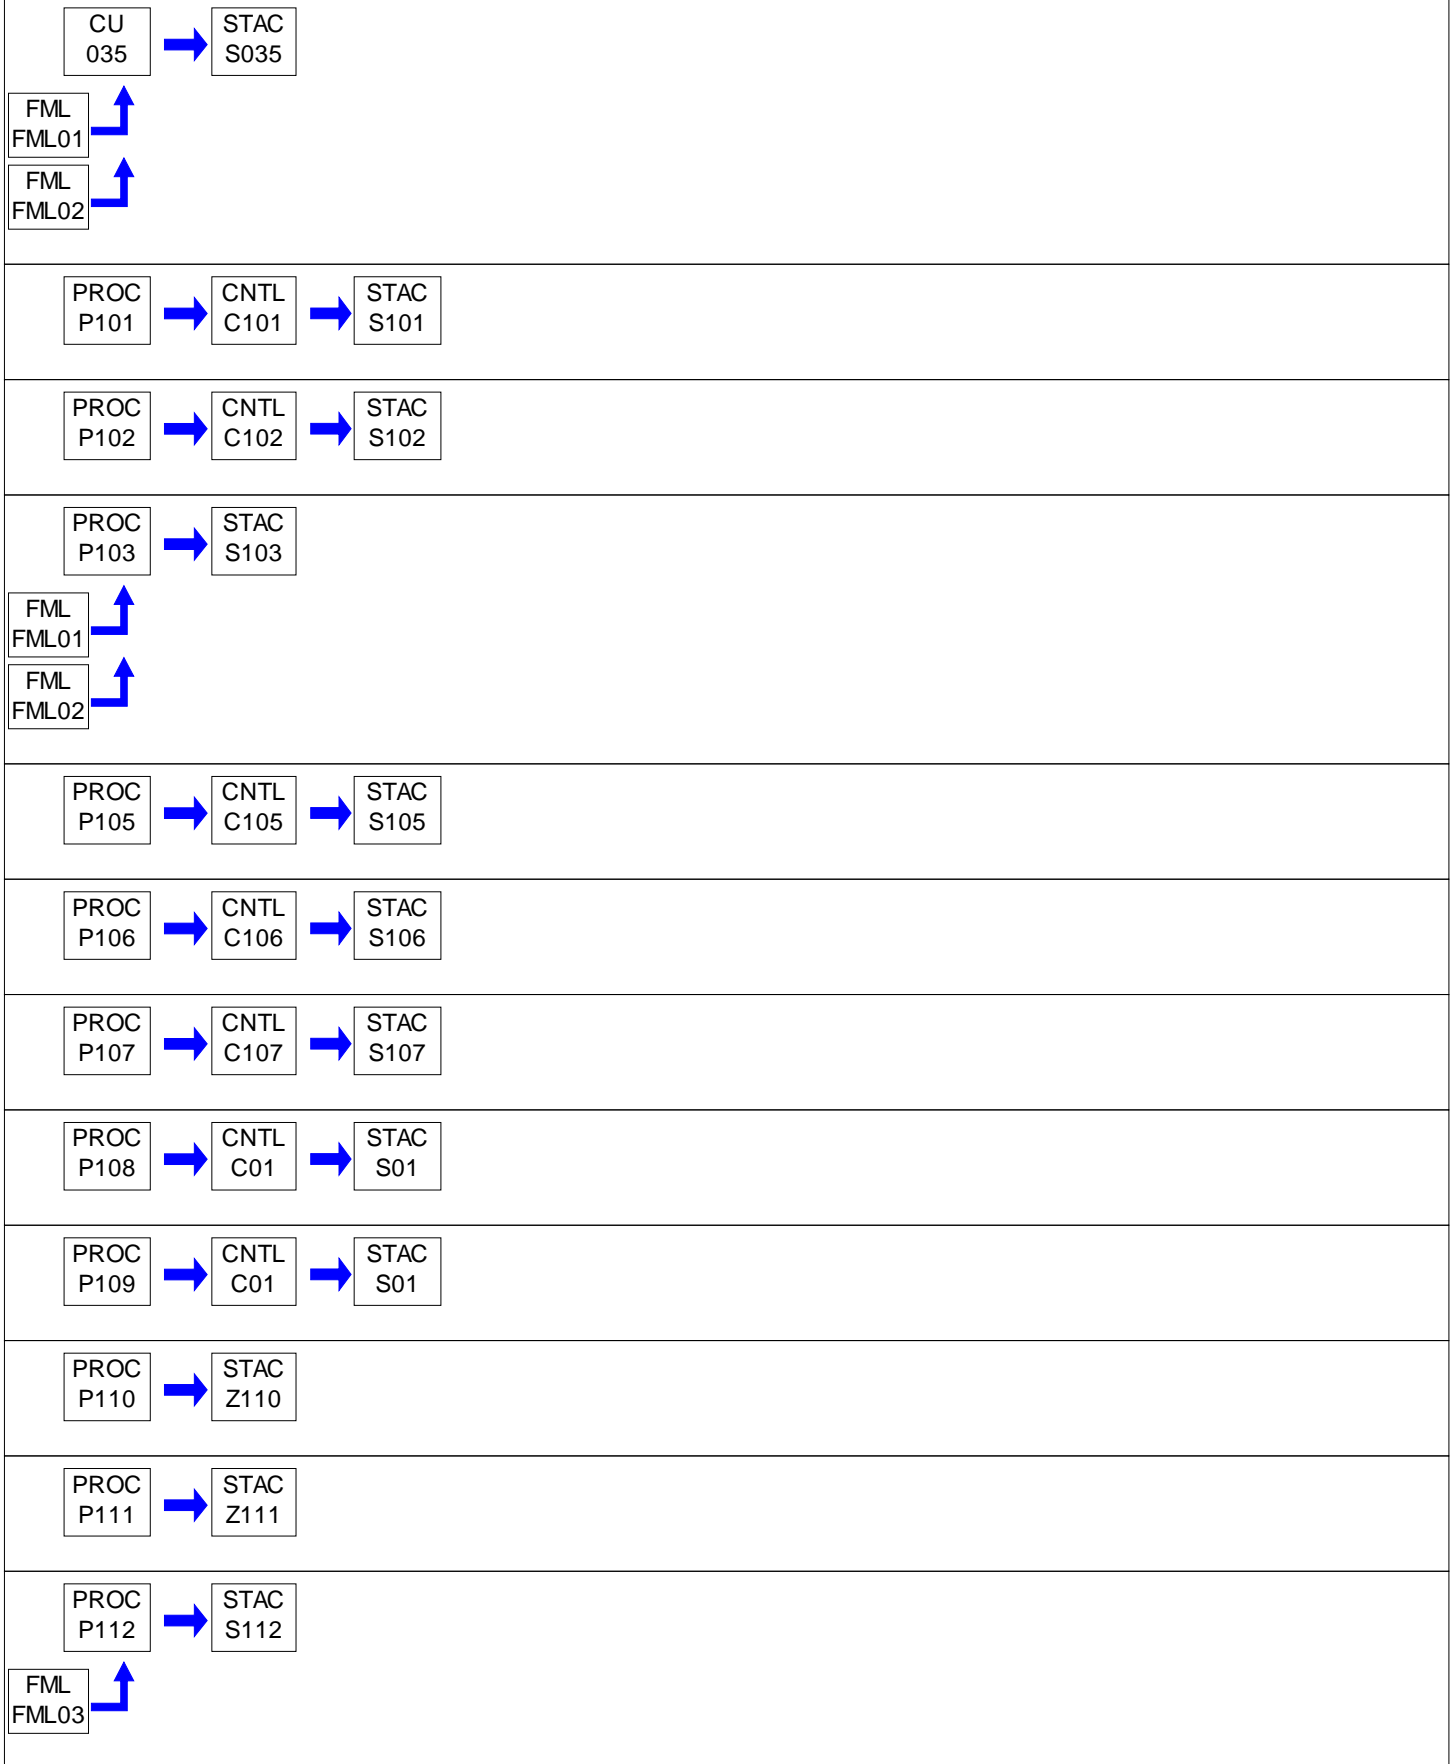 CU
035
STAC
S035
FML
FML01
FML
FML02
PROC
P101
CNTL
C101
STAC
S101
PROC
P102
CNTL
C102
STAC
S102
PROC
P103
STAC
S103
FML
FML01
FML
FML02
PROC
P105
CNTL
C105
STAC
S105
PROC
P106
CNTL
C106
STAC
S106
PROC
P107
CNTL
C107
STAC
S107
PROC
P108
CNTL
C01
STAC
S01
PROC
P109
CNTL
C01
STAC
S01
PROC
P110
STAC
Z110
PROC
P111
STAC
Z111
PROC
P112
STAC
S112
FML
FML03